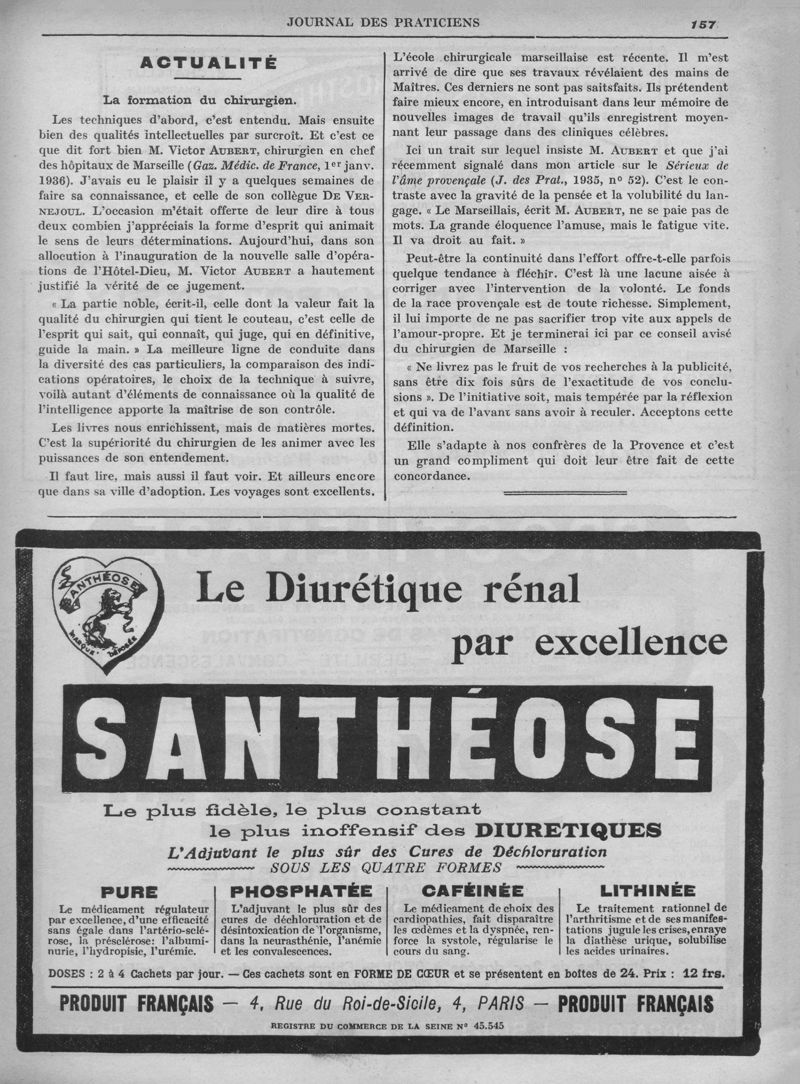 JOURNAL DES PRATICIENS
157
ACTUALITÉ
La formation du chirurgien.
Les techniques d'abord, c'est entendu. Mais ensuite
bien des qualités intellectuelles par surcroît. Et c'est ce
que dit fort bien M. Victor AUBERT, chirurgien en chef
des hôpitaux de Marseille (Gaz. Médic. de France, 1er janv.
1936). J'avais eu le plaisir il y a quelques semaines de
faire sa connaissance, et celle de son collègue DE VER-
NEJOUL. L'occasion m'était offerte de leur dire à tous
deux combien j'appréciais la forme d'esprit qui animait
le sens de leurs déterminations. Aujourd'hui, dans son
allocution à l'inauguration de la nouvelle salle d'opéra-
tions de l'Hôtel-Dieu, M. Victor AUBERT a hautement
justifié la vérité de ce jugement.
« La partie noble, écrit-il, celle dont la valeur fait la
qualité du chirurgien qui tient le couteau, c'est celle de
l'esprit qui sait, qui connaît, qui juge, qui en définitive,
guide la main. » La meilleure ligne de conduite dans
la diversité des cas particuliers, la comparaison des indi-
cations opératoires, le choix de la technique à suivre,
voilà autant d'éléments de connaissance où la qualité de
l'intelligence apporte la maîtrise de son contrôle.
Les livres nous enrichissent, mais de matières mortes.
C'est la supériorité du chirurgien de les animer avec les
puissances de son entendement.
Il faut lire, mais aussi il faut voir. Et ailleurs encore
que dans sa ville d'adoption. Les voyages sont excellents.
L'école chirurgicale marseillaise est récente. Il m'est
arrivé de dire que ses travaux révélaient des mains de
Maîtres. Ces derniers ne sont pas saitsfaits. Ils prétendent
faire mieux encore, en introduisant dans leur mémoire de
nouvelles images de travail qu'ils enregistrent moyen-
nant leur passage dans des cliniques célèbres.
Ici un trait sur lequel insiste M. AUBERT et que j'ai
récemment signalé dans mon article sur le Sérieux de
l'âme provençale (J. des Prat., 1935, n° 52). C'est le con-
traste avec la gravité de la pensée et la volubilité du lan-
gage. « Le Marseillais, écrit M. AUBERT, ne se paie pas de
mots. La grande éloquence l'amuse, mais le fatigue vite.
Il va droit au fait. »
Peut-être la continuité dans l'effort offre-t-elle parfois
quelque tendance à fléchir. C'est là une lacune aisée à
corriger avec l'intervention de la volonté. Le fonds
de la race provençale est de toute richesse. Simplement,
il lui importe de ne pas sacrifier trop vite aux appels de
l'amour-propre. Et je terminerai ici par ce conseil avisé
du chirurgien de Marseille :
« Ne livrez pas le fruit de vos recherches à la publicité,
sans être dix fois sûrs de l'exactitude de vos conclu-
sions ». De l'initiative soit, mais tempérée par la réflexion
et qui va de l'avant sans avoir à reculer. Acceptons cette
définition.
Elle s'adapte à nos confrères de la Provence et c'est
un grand compliment qui doit leur être fait de cette
concordance.
SANTHÉOSE
MARQUE DÉPOSÉE
Le Diurétique rénal
par excellence
SANTHÉOSE
Le plus fidèle, le plus constant
le plus inoffensif des DIURETIQUES
L'Adjuvant le plus sûr des Cures de Déchloruration
SOUS LES QUATRE FORMES
PURE
Le médicament régulateur
par excellence, d'une efficacité
sans égale dans l'artério-sclé-
rose, la présclérose: l'albumi-
nurie, l'hydropisie, l'urémie.
PHOSPHATÉE
L'adjuvant le plus sûr des
cures de déchloruration et de
désintoxication de l'organisme,
dans la neurasthénie, l'anémie
et les convalescences.
CAFÉINÉE
Le médicament de choix des
cardiopathies, fait disparaître
les œdèmes et la dyspnée, ren-
force la systole, régularise le
cours du sang.
LITHINÉE
Le traitement rationnel de
l'arthritisme et de ses manifes-
tations jugule les crises, enraye
la diathèse urique, solubilise
les acides urinaires.
DOSES : 2 à 4 Cachets par jour. — Ces cachets sont en FORME DE CŒUR et se présentent en boîtes de 24. Prix : 12 frs.
PRODUIT FRANÇAIS — 4, Rue du Roi-de-Sicile, 4, PARIS — PRODUIT FRANÇAIS
REGISTRE DU COMMERCE DE LA SEINE N° 45.545